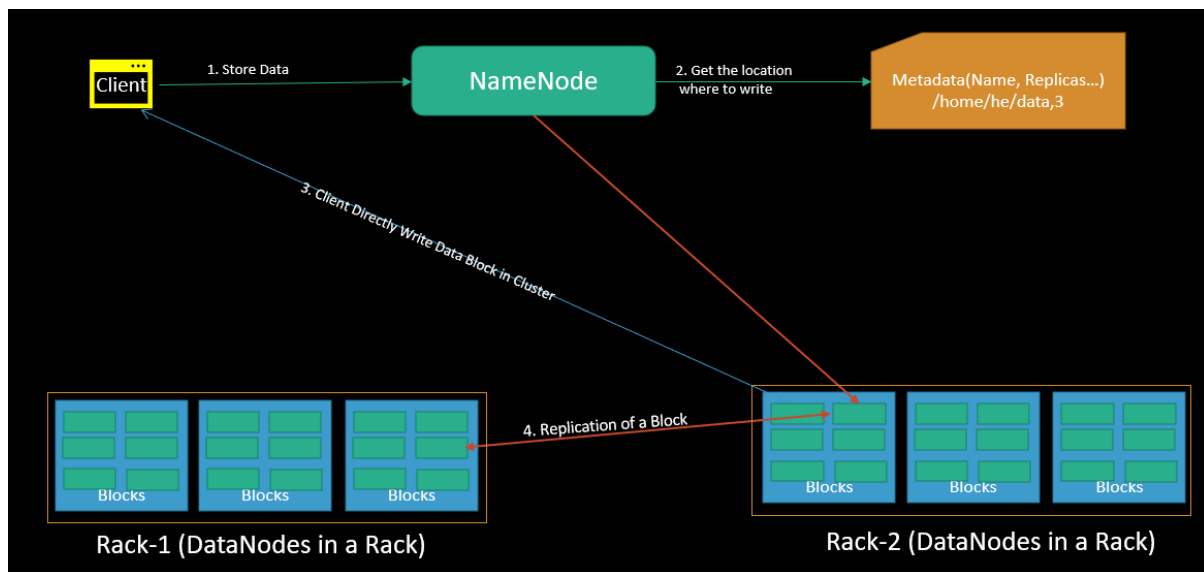 Client
1. Store Data
NameNode
2. Get the location
where to write
Metadata(Name, Replicas...)
/home/he/data,3
3. Client Directly Write Data Block in Cluster
4. Replication of a Block
Blocks
Blocks
Blocks
Blocks
Blocks
Blocks
Rack-1 (DataNodes in a Rack)
Rack-2 (DataNodes in a Rack)